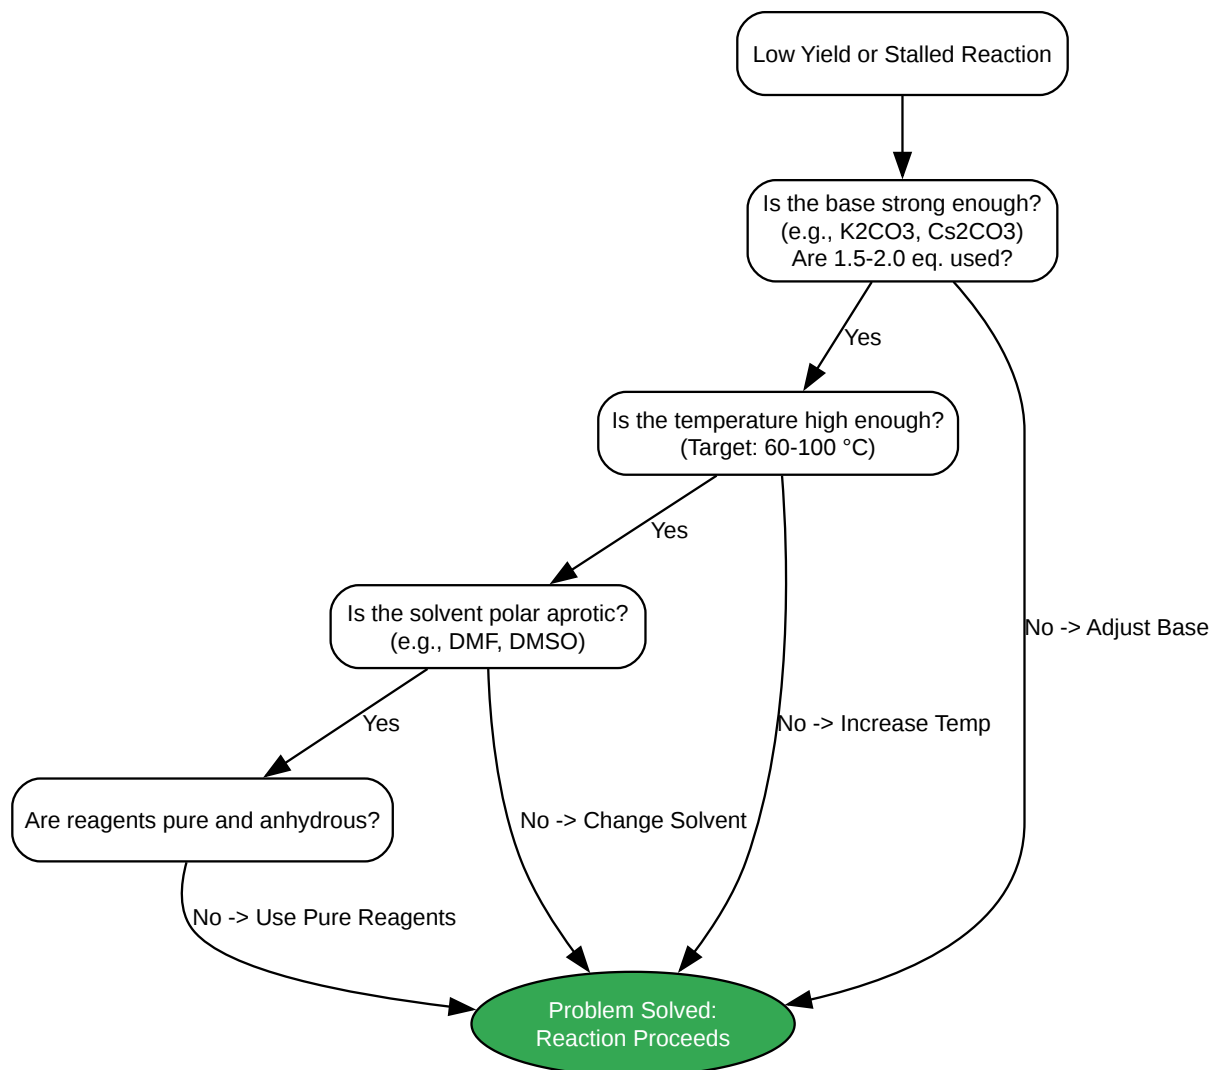 Low Yield or Stalled Reaction
Is the base strong enough?
(e.g., K2CO3, Cs2CO3)
Are 1.5-2.0 eq. used?
Yes
Is the temperature high enough?
(Target: 60-100 °C)
Yes
Is the solvent polar aprotic?
(e.g., DMF, DMSO)
No -> Adjust Base
Yes
No -> Increase Temp
Are reagents pure and anhydrous?
No -> Change Solvent
No -> Use Pure Reagents
Problem Solved:
Reaction Proceeds